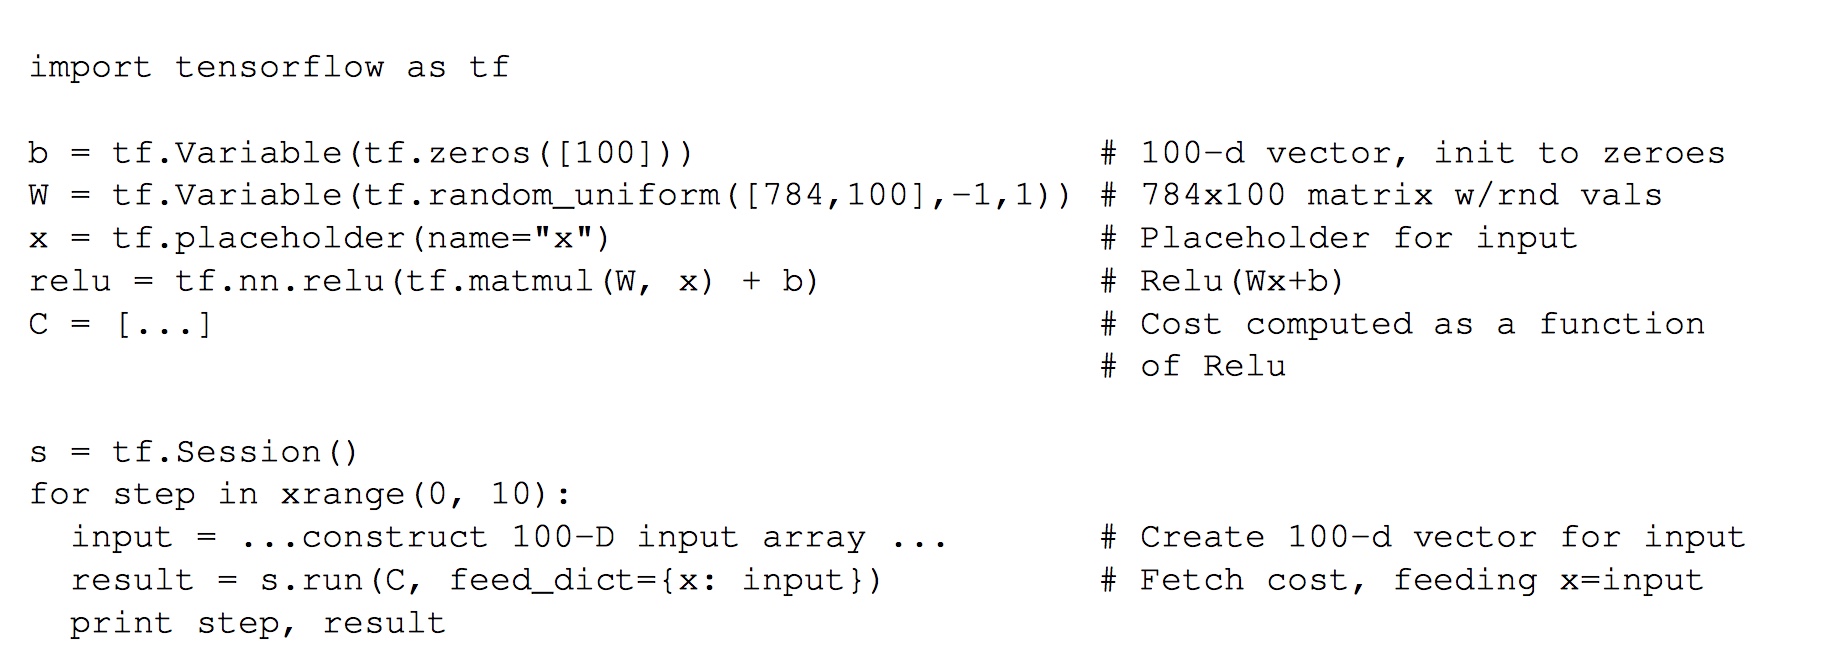 import tensorflow as tf
b = tf.Variable(tf.zeros([100])) # 100-d vector, init to zeroes
W = tf.Variable(tf.random_uniform([784,100],-1,1)) # 784x100 matrix w/rnd vals
x = tf.placeholder(name="x") # Placeholder for input
relu = tf.nn.relu(tf.matmul(W, x) + b) # Relu(Wx+b)
C = [...] # Cost computed as a function
# of Relu
s = tf.Session()
for step in xrange(0, 10):
input = ...construct 100-D input array ... # Create 100-d vector for input
result = s.run(C, feed_dict={x: input}) # Fetch cost, feeding x=input
print step, result